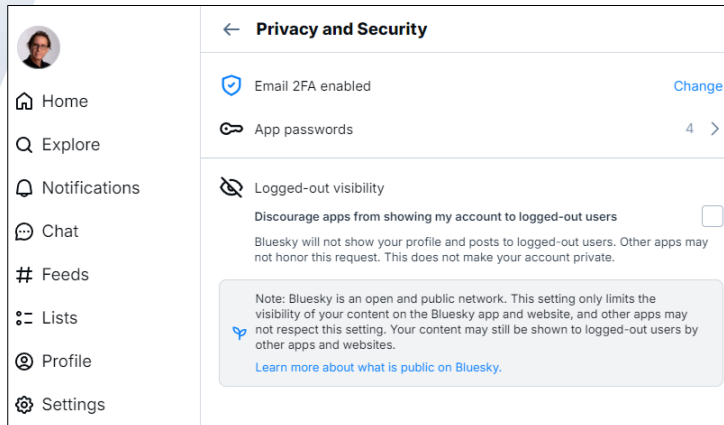 Privacy and Security
Home
Explore
Notifications
Chat
Feeds
Lists
Profile
Settings
Email 2FA enabled
Change
App passwords
4
Logged-out visibility
Discourage apps from showing my account to logged-out users
Bluesky will not show your profile and posts to logged-out users. Other apps may
not honor this request. This does not make your account private.
Note: Bluesky is an open and public network. This setting only limits the
visibility of your content on the Bluesky app and website, and other apps may
not respect this setting. Your content may still be shown to logged-out users by
other apps and websites.
Learn more about what is public on Bluesky.